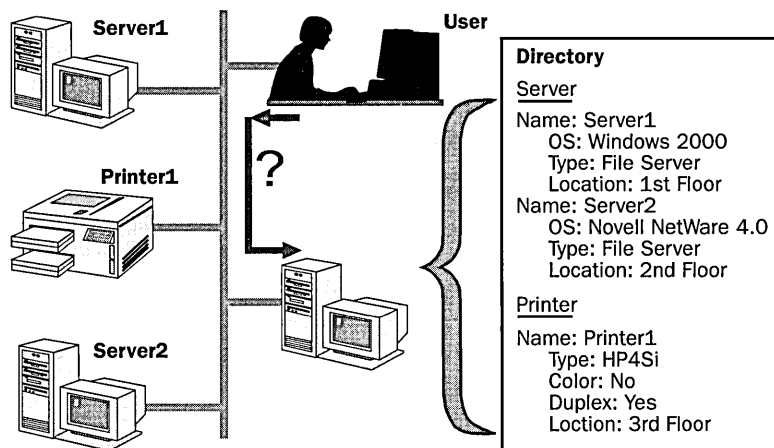 Server1
User
Printer1
?
Server2
Directory
Server
Name: Server1
OS: Windows 2000
Type: File Server
Location: 1st Floor
Name: Server2
OS: Novell NetWare 4.0
Type: File Server
Location: 2nd Floor
Printer
Name: Printer1
Type: HP4Si
Color: No
Duplex: Yes
Loction: 3rd Floor